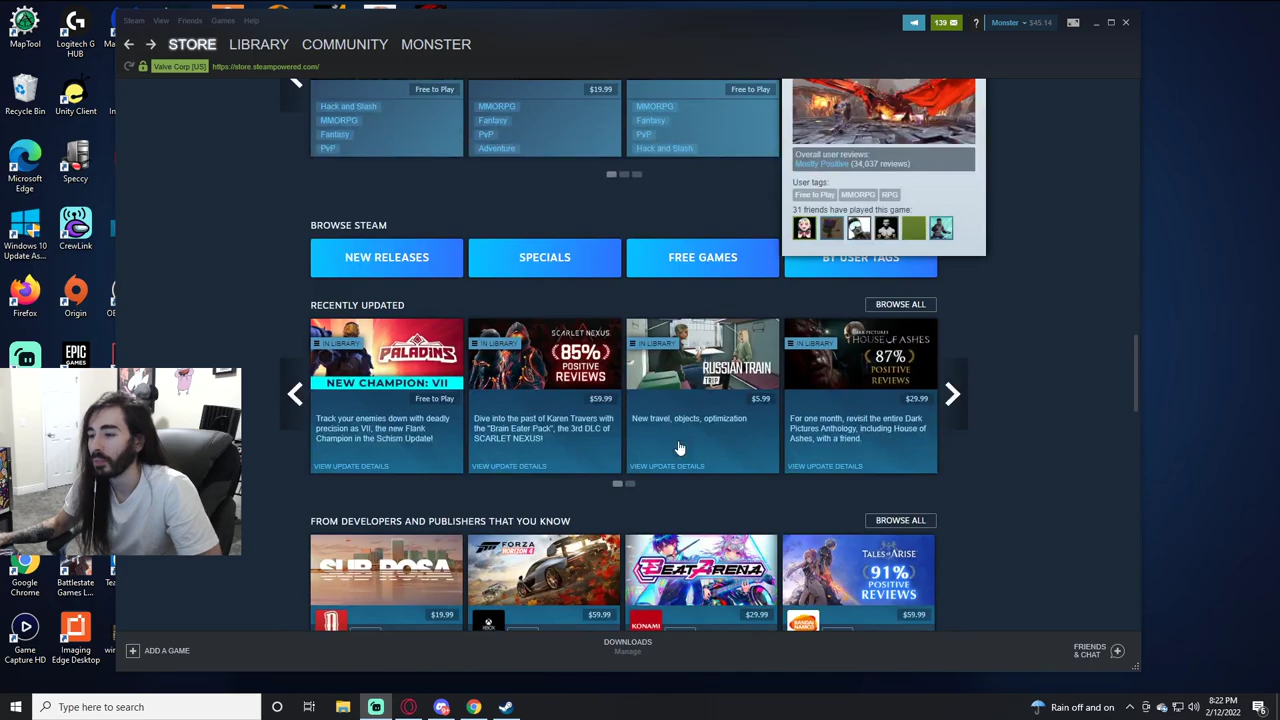 MapTool
Logitech G HUB
Recycle Bin
Unity Client
Microsoft Edge
Speccy
Windows 10 Update As...
CrewLink
Firefox
Origin
Google Chrome
Battlestate Games L...
Game Capture HD
Imaging Edge Desktop
Steam View Friends Games Help
139
?
Monster
$45.14
STORE LIBRARY COMMUNITY MONSTER
Valve Corp [US] https://store.steampowered.com/
Free to Play
$19.99
Free to Play
Hack and Slash
MMORPG
Fantasy
PvP
MMORPG
Fantasy
PvP
Adventure
MMORPG
Fantasy
PvP
Hack and Slash
Overall user reviews:
Mostly Positive (34,037 reviews)
User tags:
Free to Play MMORPG RPG
31 friends have played this game:
BROWSE STEAM
NEW RELEASES
SPECIALS
FREE GAMES
BY USER TAGS
RECENTLY UPDATED
BROWSE ALL
IN LIBRARY
PALADINS
NEW CHAMPION: VII
Free to Play
Track your enemies down with deadly
precision as VII, the new Flank
Champion in the Schism Update!
VIEW UPDATE DETAILS
IN LIBRARY
SCARLET NEXUS
85%
POSITIVE
REVIEWS
$59.99
Dive into the past of Karen Travers with
the "Brain Eater Pack", the 3rd DLC of
SCARLET NEXUS!
VIEW UPDATE DETAILS
IN LIBRARY
RUSSIAN TRAIN
TRIP
$5.99
New travel, objects, optimization
VIEW UPDATE DETAILS
IN LIBRARY
HOUSE OF ASHES
87%
POSITIVE
REVIEWS
$29.99
For one month, revisit the entire Dark
Pictures Anthology, including House of
Ashes, with a friend.
VIEW UPDATE DETAILS
FROM DEVELOPERS AND PUBLISHERS THAT YOU KNOW
BROWSE ALL
SUB ROSA
$19.99
FORZA
HORIZON 4
XBOX
$59.99
BEAT ARENA
KONAMI
$29.99
TALES OF ARISE
91%
POSITIVE
REVIEWS
BANDAI
NAMCO
$59.99
ADD A GAME
DOWNLOADS
Manage
FRIENDS
& CHAT
EPIC
GAMES
Type here to search
Rain off and on
8:22 PM
2/12/2022
5